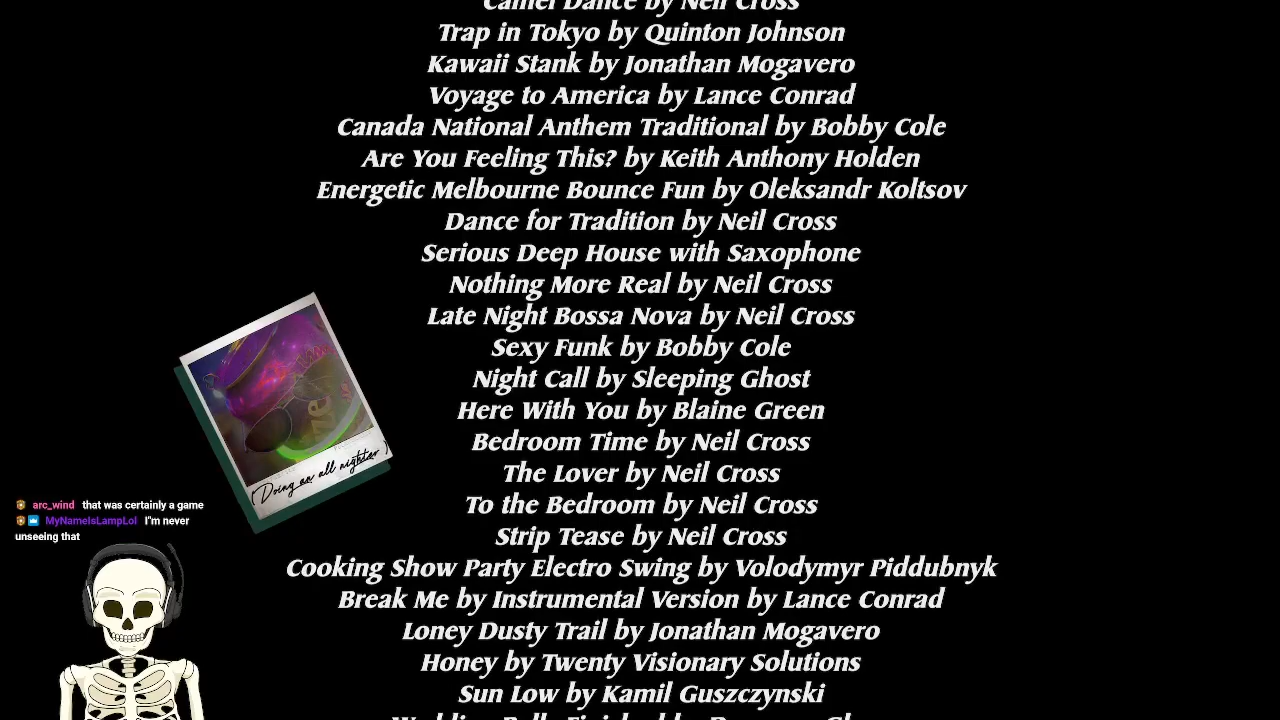 Camel Dance by Neil Cross
Trap in Tokyo by Quinton Johnson
Kawaii Stank by Jonathan Mogavero
Voyage to America by Lance Conrad
Canada National Anthem Traditional by Bobby Cole
Are You Feeling This? by Keith Anthony Holden
Energetic Melbourne Bounce Fun by Oleksandr Koltsov
Dance for Tradition by Neil Cross
Serious Deep House with Saxophone
Nothing More Real by Neil Cross
Late Night Bossa Nova by Neil Cross
Sexy Funk by Bobby Cole
Night Call by Sleeping Ghost
Here With You by Blaine Green
Bedroom Time by Neil Cross
The Lover by Neil Cross
To the Bedroom by Neil Cross
Strip Tease by Neil Cross
Cooking Show Party Electro Swing by Volodymyr Piddubnyk
Break Me by Instrumental Version by Lance Conrad
Loney Dusty Trail by Jonathan Mogavero
Honey by Twenty Visionary Solutions
Sun Low by Kamil Guszczynski
(Doing an all nighter)
arc_wind that was certainly a game
MyNameIsLampLol I"m never
unseeing that